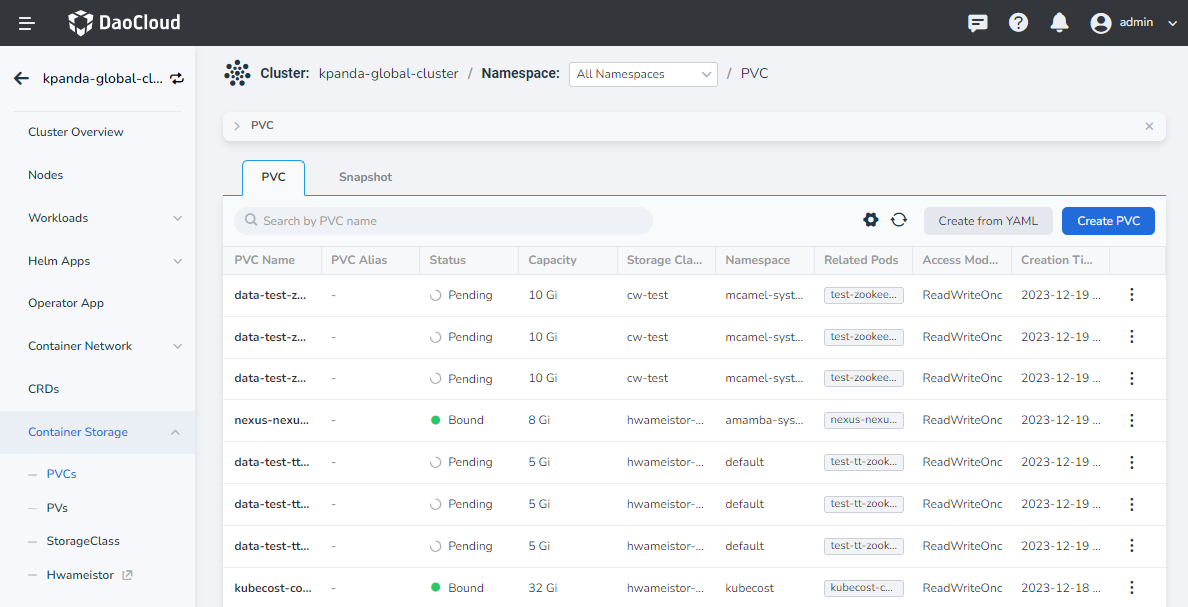 DaoCloud
admin
kpanda-global-cl...
Cluster: kpanda-global-cluster / Namespace: All Namespaces / PVC
PVC
Cluster Overview
Nodes
Workloads
Helm Apps
Operator App
Container Network
CRDs
Container Storage
PVCs
PVs
StorageClass
Hwameistor
PVC Snapshot
Search by PVC name
Create from YAML Create PVC
PVC Name PVC Alias Status Capacity Storage Cla... Namespace Related Pods Access Mod... Creation Ti...
data-test-z... - Pending 10 Gi cw-test mcamel-syst... test-zookee... ReadWriteOnc 2023-12-19 ...
data-test-z... - Pending 10 Gi cw-test mcamel-syst... test-zookee... ReadWriteOnc 2023-12-19 ...
data-test-z... - Pending 10 Gi cw-test mcamel-syst... test-zookee... ReadWriteOnc 2023-12-19 ...
nexus-nexu... - Bound 8 Gi hwameistor-... amamba-sys... nexus-nexu... ReadWriteOnc 2023-12-19 ...
data-test-tt... - Pending 5 Gi hwameistor-... default test-tt-zook... ReadWriteOnc 2023-12-19 ...
data-test-tt... - Pending 5 Gi hwameistor-... default test-tt-zook... ReadWriteOnc 2023-12-19 ...
data-test-tt... - Pending 5 Gi hwameistor-... default test-tt-zook... ReadWriteOnc 2023-12-19 ...
kubecost-co... - Bound 32 Gi hwameistor-... kubecost kubecost-c... ReadWriteOnc 2023-12-18 ...